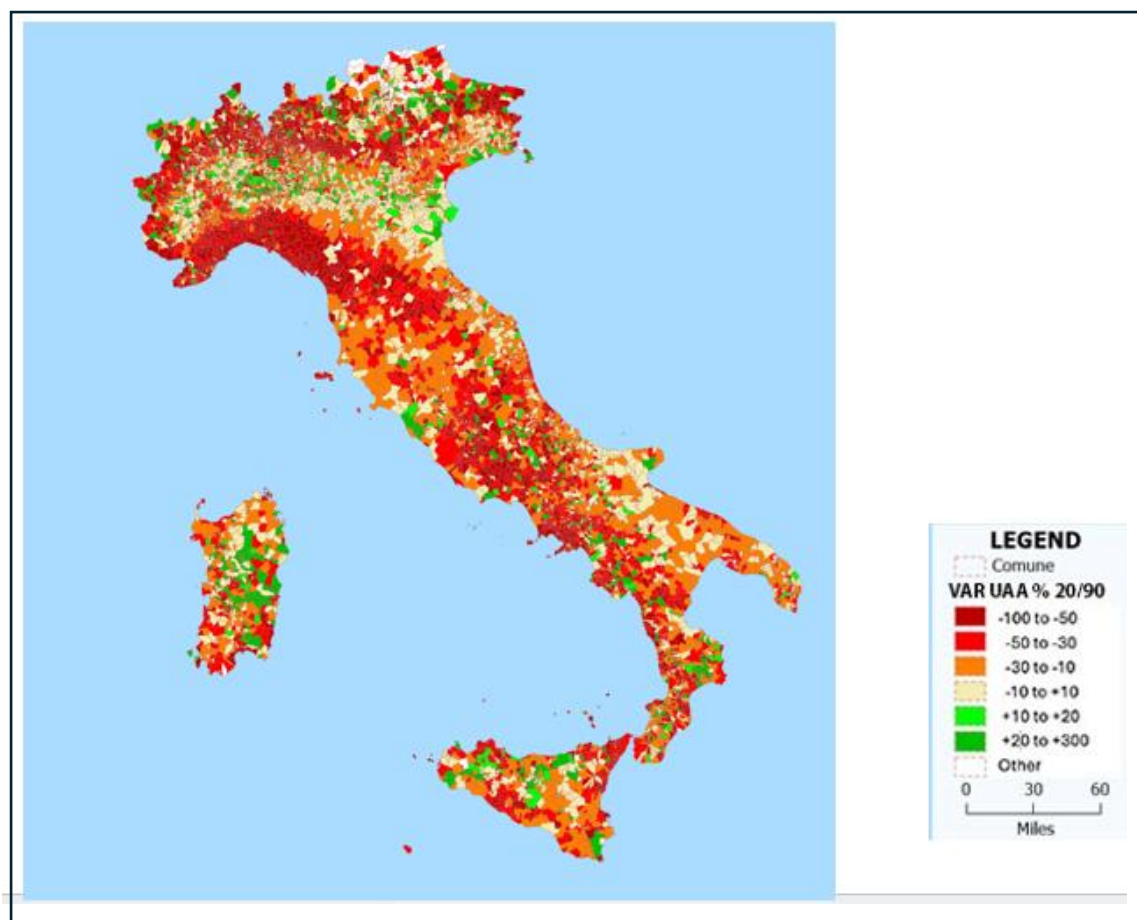 LEGEND
Comune
VAR UAA % 20/90
-100 to -50
-50 to -30
-30 to -10
-10 to +10
+10 to +20
+20 to +300
Other
0 30 60
Miles